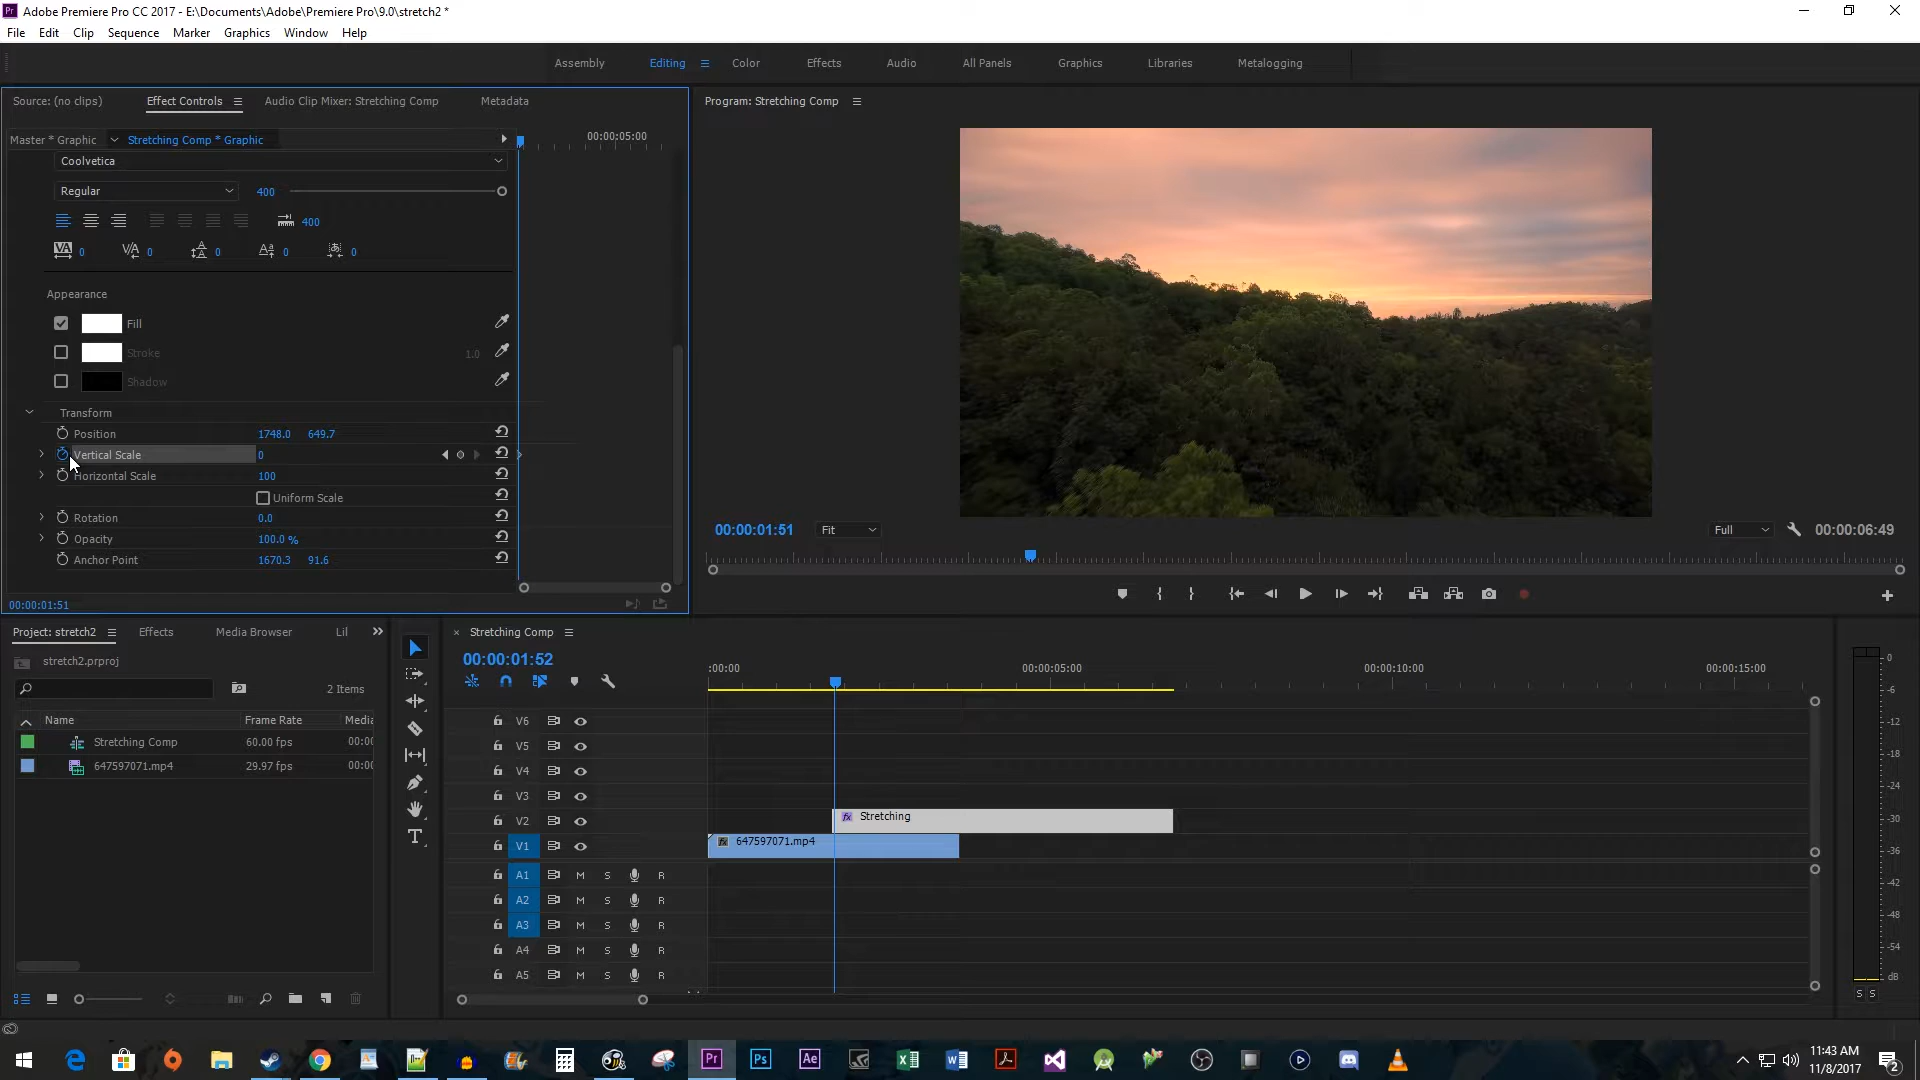 Adobe Premiere Pro CC 2017 - E:\Documents\Adobe\Premiere Pro\9.0\stretch2 *
File Edit Clip Sequence Marker Graphics Window Help
Assembly Editing Color Effects Audio All Panels Graphics Libraries Metalogging
Source: (no clips) Effect Controls Audio Clip Mixer: Stretching Comp Metadata
Program: Stretching Comp
Master * Graphic Stretching Comp * Graphic
00:00:05:00
Coolvetica
Regular 400
400
0 0 0 0 0
Appearance
Fill
Stroke 1.0
Shadow
Transform
Position 1748.0 649.7
Vertical Scale 0
Horizontal Scale 100
Uniform Scale
Rotation 0.0
Opacity 100.0 %
Anchor Point 1670.3 91.6
00:00:01:51
00:00:01:51 Fit Full 00:00:06:49
Project: stretch2 Effects Media Browser Lil
stretch2.prproj
2 Items
Name Frame Rate Media
Stretching Comp 60.00 fps 00:00
647597071.mp4 29.97 fps 00:00
Stretching Comp
00:00:01:52
:00:00 00:00:05:00 00:00:10:00 00:00:15:00
V6
V5
V4
V3
V2 fx Stretching
V1 fx 647597071.mp4
A1 M S R
A2 M S R
A3 M S R
A4 M S R
A5 M S R
0
-6
-12
-18
-24
-30
-36
-42
-48
-54
dB
S S
Pr Ps Ae
11:43 AM
11/8/2017
2